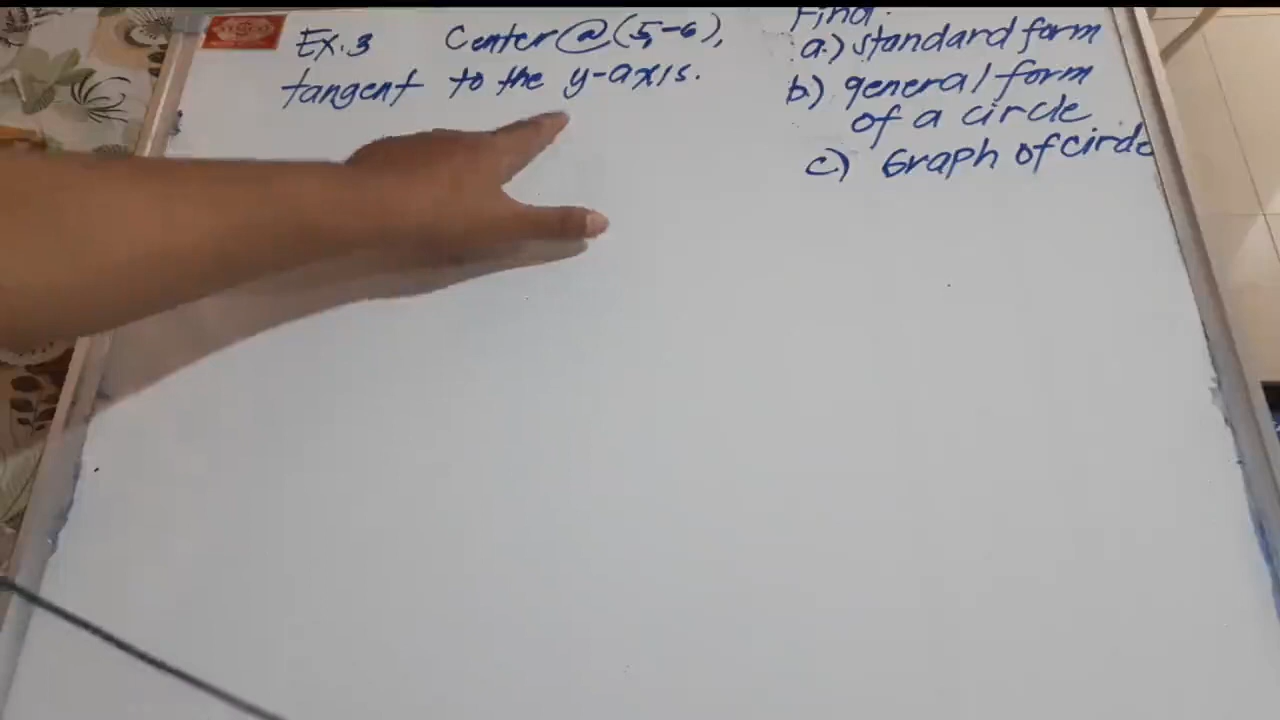 Ex.3 Center@(5,-6),
tangent to the y-axis.
Find:
a.) standard form
b.) general form
of a circle
c.) Graph of circle